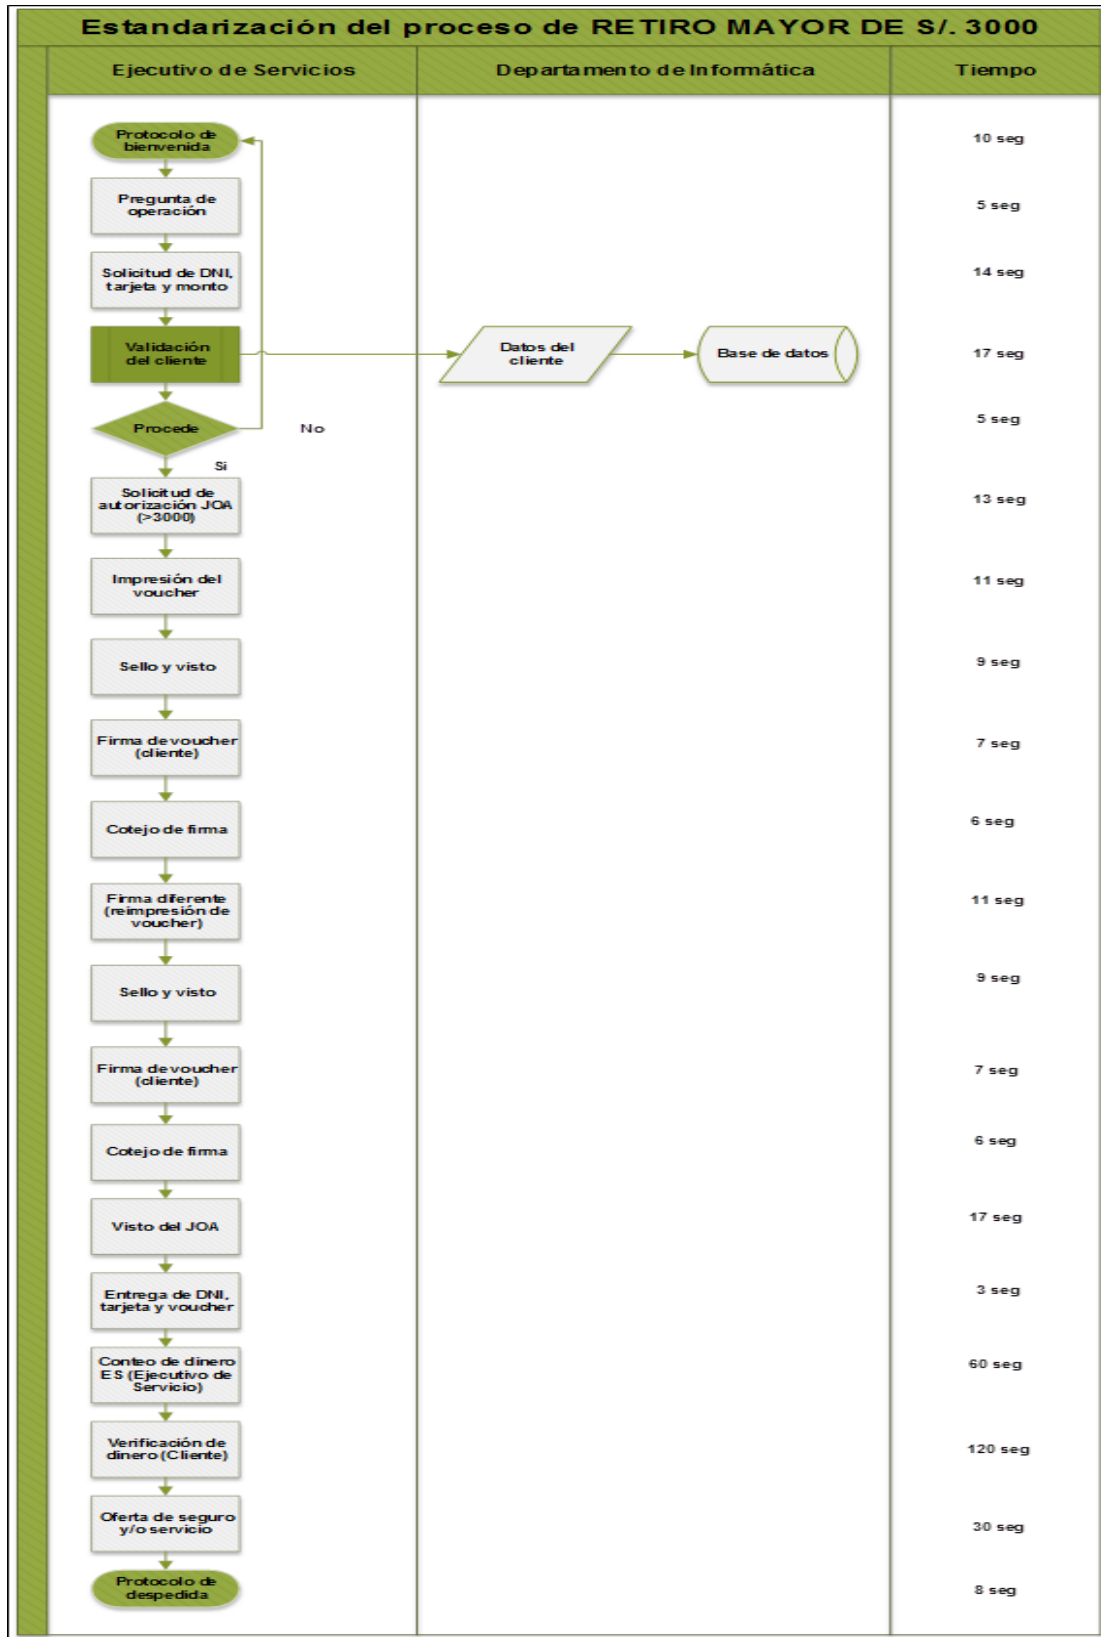 Estandarización del proceso de RETIRO MAYOR DE S/. 3000
Ejecutivo de Servicios
Departamento de Informática
Tiempo
Protocolo de
bienvenida
10 seg
Pregunta de
operación
5 seg
Solicitud de DNI,
tarjeta y monto
14 seg
Validación
del cliente
Datos del
cliente
Base de datos
17 seg
Procede
No
5 seg
Si
Solicitud de
autorización JOA
(>3000)
13 seg
Impresión del
voucher
11 seg
Sello y visto
9 seg
Firma de voucher
(cliente)
7 seg
Cotejo de firma
6 seg
Firma diferente
(reimpresión de
voucher)
11 seg
Sello y visto
9 seg
Firma de voucher
(cliente)
7 seg
Cotejo de firma
6 seg
Visto del JOA
17 seg
Entrega de DNI,
tarjeta y voucher
3 seg
Conteo de dinero
ES (Ejecutivo de
Servicio)
60 seg
Verificación de
dinero (Cliente)
120 seg
Oferta de seguro
y/o servicio
30 seg
Protocolo de
despedida
8 seg